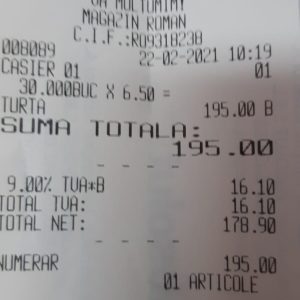 VA MULTUMIM!
MAGAZIN ROMAN
C.I.F.:RO9318238
008089 22-02-2021 10:19
CASIER 01 01
30.000BUC X 6.50 =
TURTA 195.00 B
SUMA TOTALA:
195.00
- - - -
9.00% TVA*B 16.10
TOTAL TVA: 16.10
TOTAL NET: 178.90
- - - -
NUMERAR 195.00
01 ARTICOLE